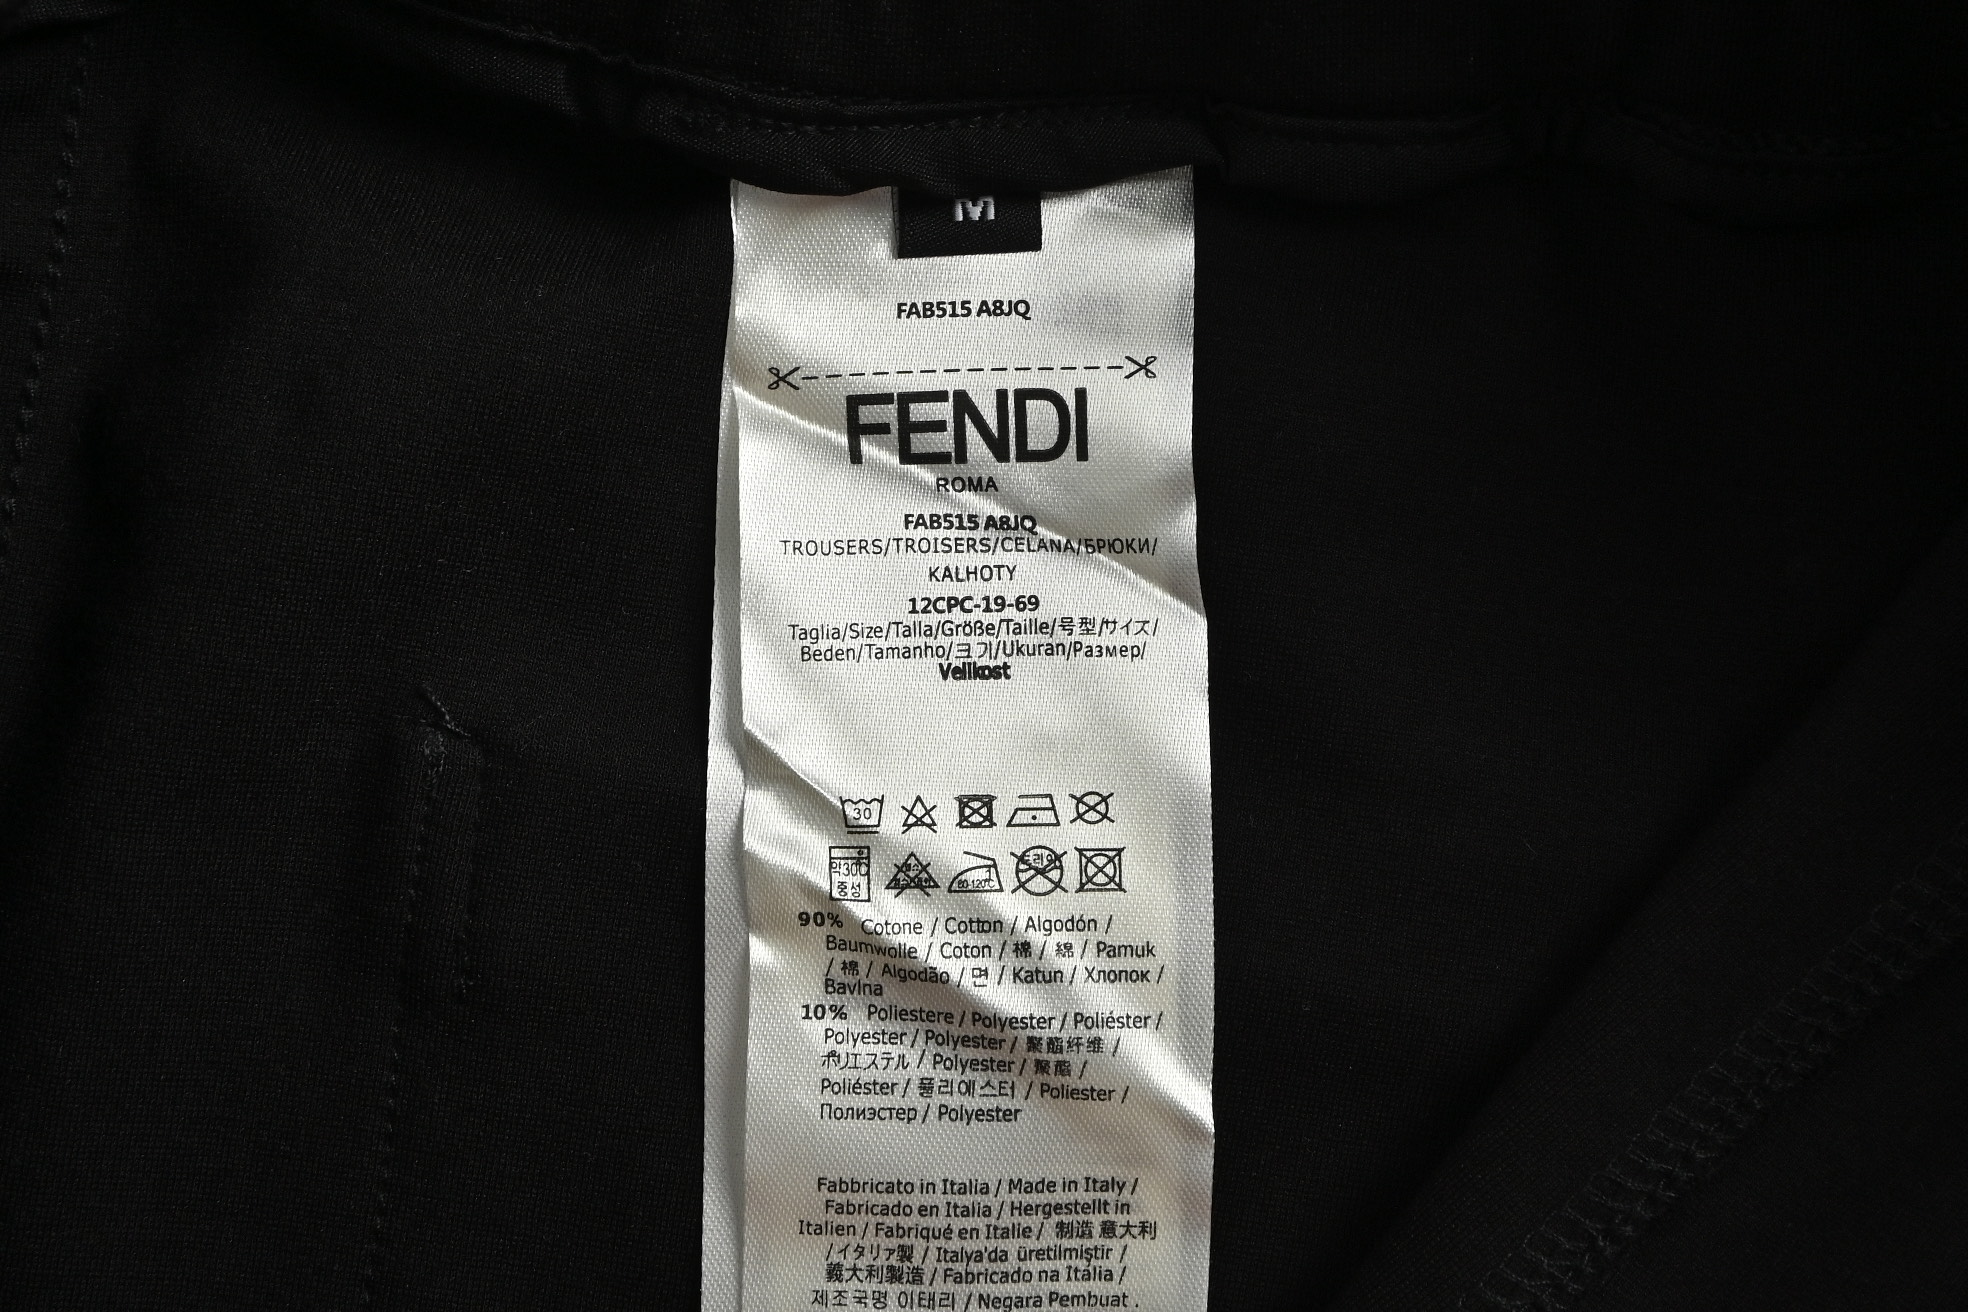 M
FAB515 A8JQ
FENDI
ROMA
FAB515 A8JQ
TROUSERS/TROISERS/CELANA/БРЮКИ/
KALHOTY
12CPC-19-69
Taglia/Size/Talla/Größe/Taille/号型/サイズ/
Beden/Tamanho/크기/Ukuran/Размер/
Velikost
30
약30℃
중성
80-120℃
드라이
90% Cotone / Cotton / Algodón /
Baumwolle / Coton / 棉 / 綿 / Pamuk
/ 棉 / Algodão / 면 / Katun / Хлопок /
Bavlna
10% Poliestere / Polyester / Poliéster /
Polyester / Polyester / 聚酯纤维 /
ポリエステル / Polyester / 聚酯 /
Poliéster / 폴리에스터 / Poliester /
Полиэстер / Polyester
Fabbricato in Italia / Made in Italy /
Fabricado en Italia / Hergestellt in
Italien / Fabriqué en Italie / 制造 意大利
/イタリア製 / Italya'da üretilmiştir /
義大利製造 / Fabricado na Itália /
제조국명 이태리 / Negara Pembuat .